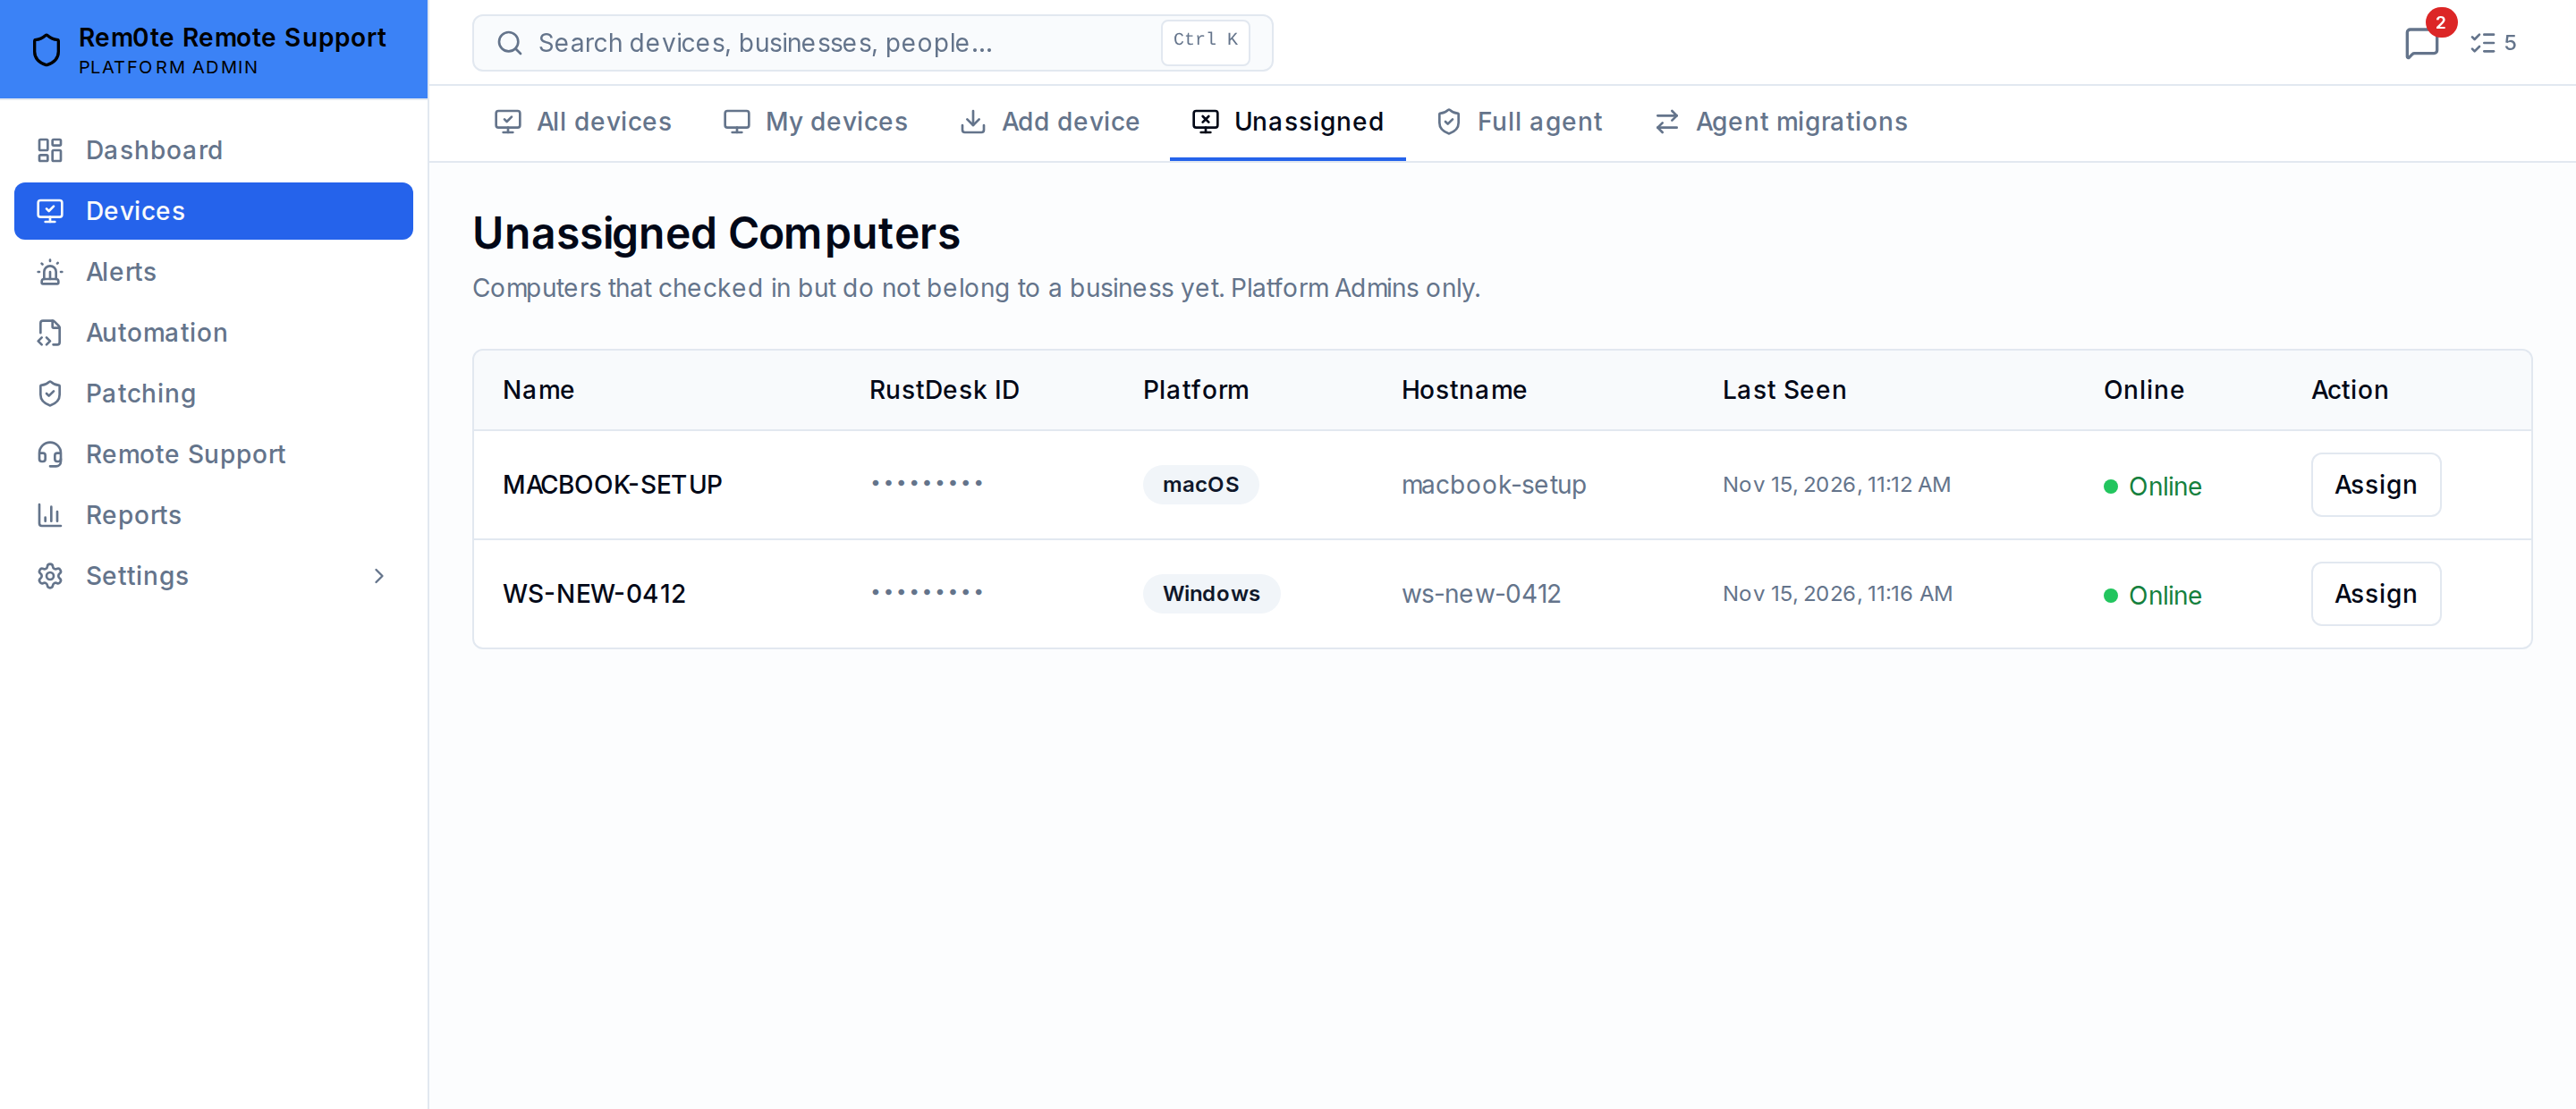 Rem0te Remote Support
PLATFORM ADMIN
Search devices, businesses, people...
Ctrl K
2
5
Dashboard
Devices
Alerts
Automation
Patching
Remote Support
Reports
Settings
All devices
My devices
Add device
Unassigned
Full agent
Agent migrations
Unassigned Computers
Computers that checked in but do not belong to a business yet. Platform Admins only.
Name RustDesk ID Platform Hostname Last Seen Online Action
MACBOOK-SETUP ••••••••• macOS macbook-setup Nov 15, 2026, 11:12 AM Online Assign
WS-NEW-0412 ••••••••• Windows ws-new-0412 Nov 15, 2026, 11:16 AM Online Assign